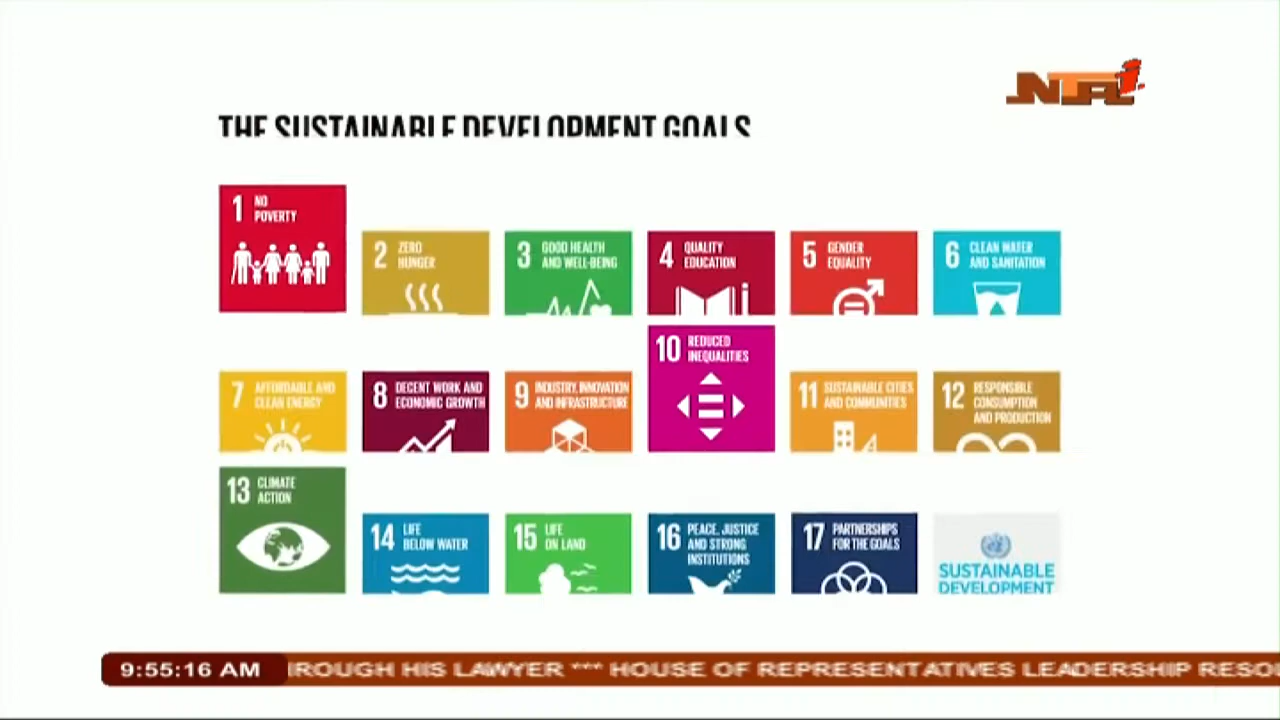 NTAi
THE SUSTAINABLE DEVELOPMENT GOALS
1 NO
POVERTY
2 ZERO
HUNGER
3 GOOD HEALTH
AND WELL-BEING
4 QUALITY
EDUCATION
5 GENDER
EQUALITY
6 CLEAN WATER
AND SANITATION
7 AFFORDABLE AND
CLEAN ENERGY
8 DECENT WORK AND
ECONOMIC GROWTH
9 INDUSTRY, INNOVATION
AND INFRASTRUCTURE
10 REDUCED
INEQUALITIES
11 SUSTAINABLE CITIES
AND COMMUNITIES
12 RESPONSIBLE
CONSUMPTION
AND PRODUCTION
13 CLIMATE
ACTION
14 LIFE
BELOW WATER
15 LIFE
ON LAND
16 PEACE, JUSTICE
AND STRONG
INSTITUTIONS
17 PARTNERSHIPS
FOR THE GOALS
SUSTAINABLE
DEVELOPMENT
9:55:16 AM HIS LAWYER *** HOUSE OF REPRESENTATIVES LEADERSHIP